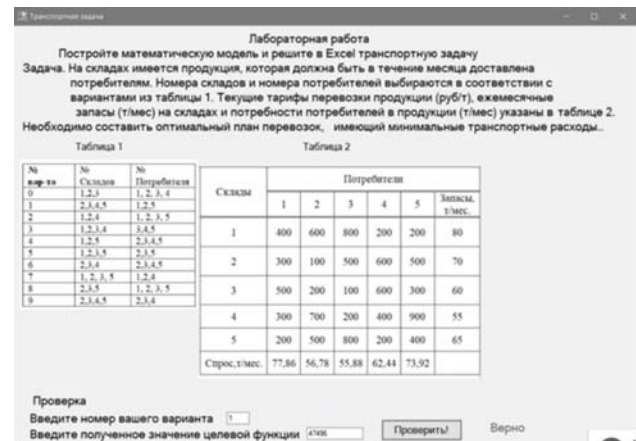 Транспортная задача
Лабораторная работа
Постройте математическую модель и решите в Excel транспортную задачу
Задача. На складах имеется продукция, которая должна быть в течение месяца доставлена
потребителям. Номера складов и номера потребителей выбираются в соответствии с
вариантами из таблицы 1. Текущие тарифы перевозки продукции (руб/т), ежемесячные
запасы (т/мес) на складах и потребности потребителей в продукции (т/мес) указаны в таблице 2.
Необходимо составить оптимальный план перевозок, имеющий минимальные транспортные расходы..
Таблица 1
№ вар-та № Складов № Потребителя
0 1,2,3 1, 2, 3, 4
1 2,3,4,5 1,2,5
2 1,2,4 1, 2, 3, 5
3 1,2,3,4 3,4,5
4 1,2,5 2,3,4,5
5 1,2,3,5 2,3,5
6 2,3,4 2,3,4,5
7 1, 2, 3, 5 1,2,4
8 2,3,5 1, 2, 3, 5
9 2,3,4,5 2,3,4
Таблица 2
Склады Потребители
1 2 3 4 5 Запасы, т/мес.
1 400 600 800 200 200 80
2 300 100 500 600 500 70
3 500 200 100 600 300 60
4 300 700 200 400 900 55
5 200 500 800 200 400 65
Спрос,т/мес. 77,86 56,78 55,88 62,44 73,92
Проверка
Введите номер вашего варианта 1
Введите полученное значение целевой функции 47496
Проверить!
Верно